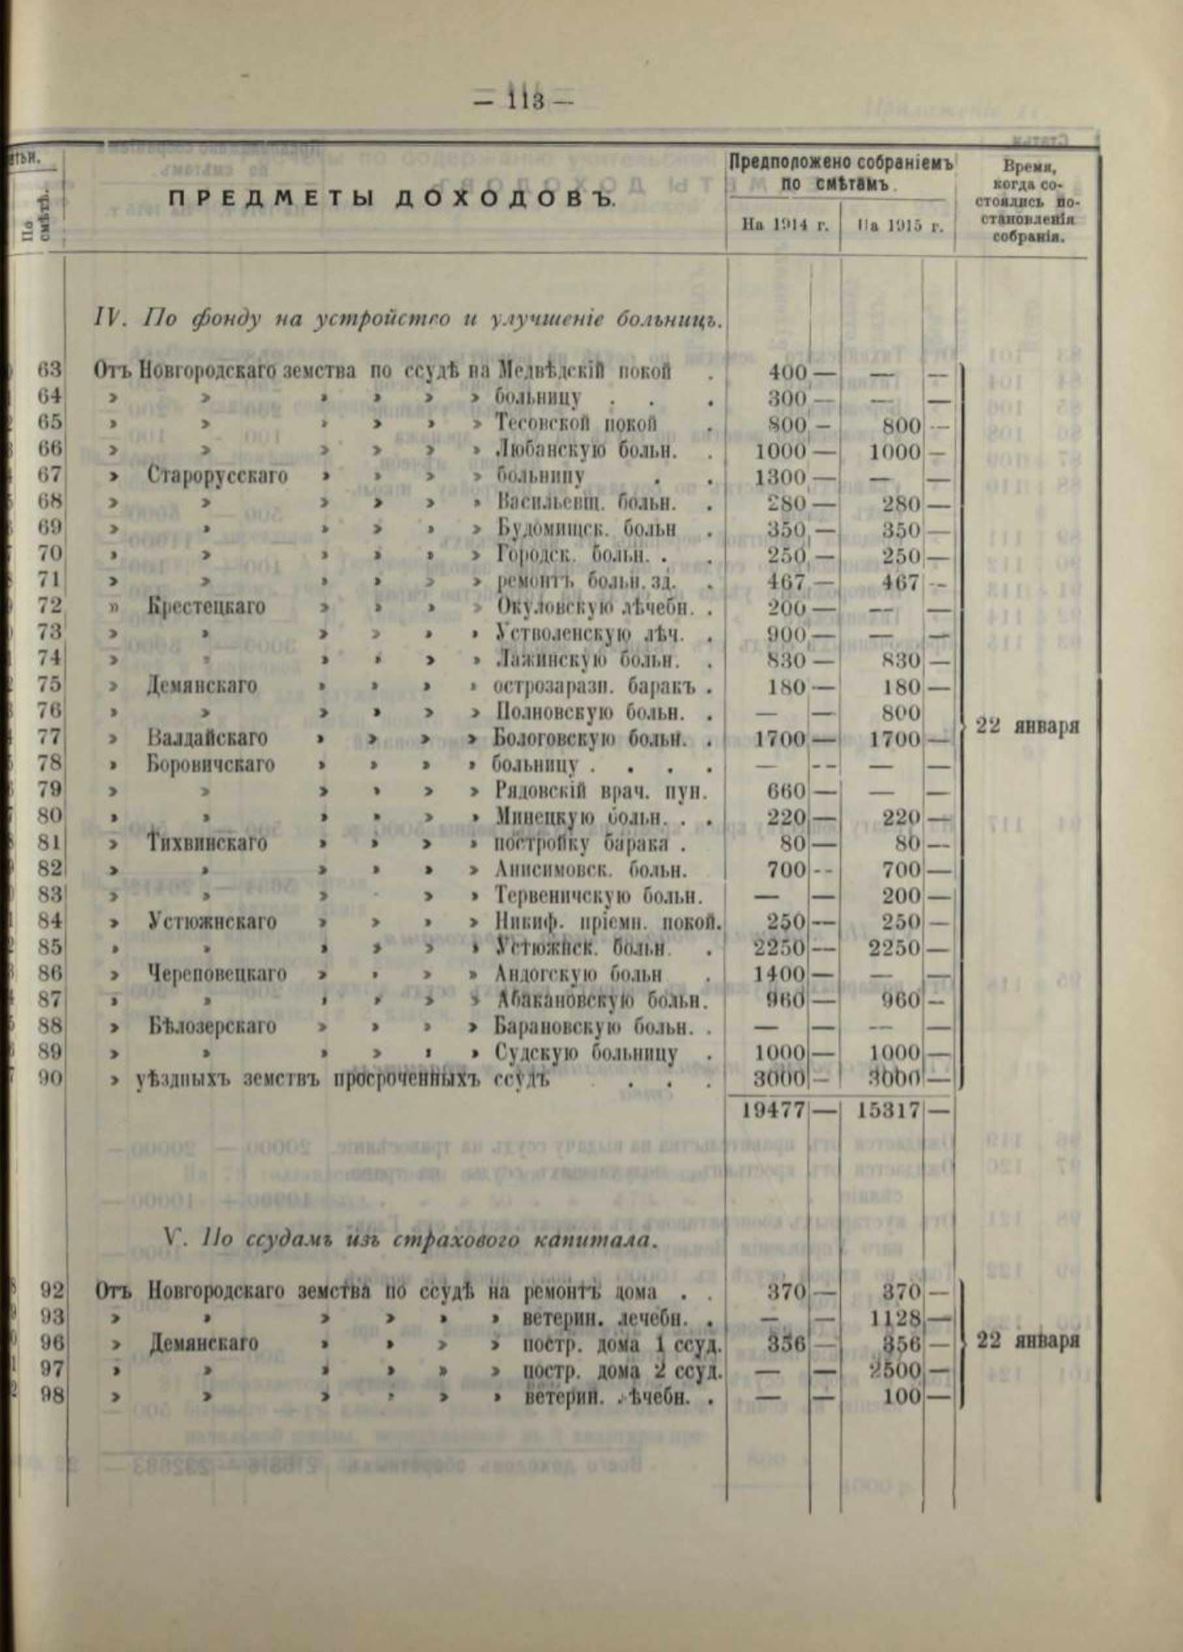 — 113 —
ПРЕДМЕТЫ ДОХОДОВЪ.
Предположено собраніемъ
по смѣтамъ.
На 1914 г. На 1915 г.
Время,
когда со-
стоялись по-
становленія
собранія.
По
смѣтѣ.
IV. По фонду на устройство и улучшеніе больницъ.
63 Отъ Новгородскаго земства по ссудѣ на Медвѣдскій покой . 400 — — —
64 » » » » » » больницу . . . 300 — — —
65 » » » » » » Тесовской покой . 800 — 800 —
66 » » » » » » Любанскую больн. . 1000 — 1000 —
67 » Старорусскаго » » » » больницу . . 1300 — — —
68 » » » » » » Васильевщ. больн. . 280 — 280 —
69 » » » » » » Будомищск. больн . 350 — 350 —
70 » » » » » » Городск. больн. . . 250 — 250 —
71 » » » » » » ремонтъ больн. зд. . 467 — 467 —
72 » Крестецкаго » » » » Окуловскую лѣчебн. . 200 — — —
73 » » » » » » Устволенскую лѣч. . 900 — — —
74 » » » » » » Лажинскую больн. . 830 — 830 —
75 » Демянскаго » » » » острозаразн. баракъ . 180 — 180 —
76 » » » » » » Полновскую больн. . — — 800
77 » Валдайскаго » » » » Бологовскую больн. . 1700 — 1700 —
78 » Боровичскаго » » » » больницу . . . . — — — —
79 » » » » » » Рядовскій врач. пун. 660 — — —
80 » » » » » » Минецкую больн. . . 220 — 220 —
81 » Тихвинскаго » » » » постройку барака . 80 — 80 —
82 » » » » » » Анисимовск. больн. 700 — 700 —
83 » » » » » Тервеничскую больн. — — 200 —
84 » Устюжнскаго » » » » Никиф. пріемн. покой. 250 — 250 —
85 » » » » » » Устюжнск. больн. . 2250 — 2250 —
86 » Череповецкаго » » » » Андогскую больн . 1400 — — —
87 » » » » » » Абакановскую больн. 960 — 960 —
88 » Бѣлозерскаго » » » » Барановскую больн. . — — — —
89 » » » » » » Судскую больницу . 1000 — 1000 —
90 » уѣздныхъ земствъ просроченныхъ ссудъ . . . 3000 — 3000 —
22 января
19477 — 15317 —
V. По ссудамъ изъ страхового капитала.
92 Отъ Новгородскаго земства по ссудѣ на ремонтъ дома . . 370 — 370 —
93 » » » » » » ветерин. лечебн. . — — 1128 —
96 » Демянскаго » » » » постр. дома 1 ссуд. 356 — 356 —
97 » » » » » » постр. дома 2 ссуд. — — 2500 —
98 » » » » » » ветерин. . ѣчебн. . — — 100 —
22 января